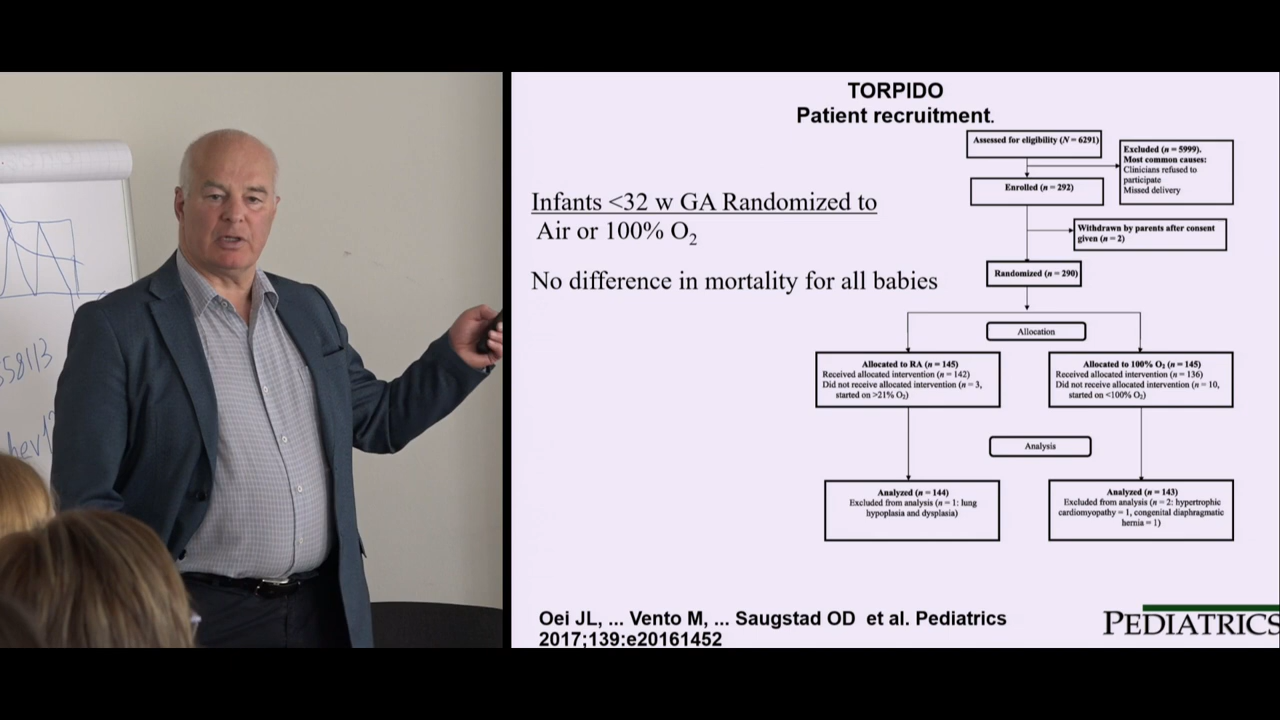 TORPIDO
Patient recruitment.
Infants <32 w GA Randomized to
Air or 100% O₂
No difference in mortality for all babies
Assessed for eligibility (N = 6291)
Excluded (n = 5999).
Most common causes:
Clinicians refused to
participate
Missed delivery
Enrolled (n = 292)
Withdrawn by parents after consent
given (n = 2)
Randomized (n = 290)
Allocation
Allocated to RA (n = 145)
Received allocated intervention (n = 142)
Did not receive allocated intervention (n = 3,
started on >21% O₂)
Allocated to 100% O₂ (n = 145)
Received allocated intervention (n = 136)
Did not receive allocated intervention (n = 10,
started on <100% O₂)
Analysis
Analyzed (n = 144)
Excluded from analysis (n = 1: lung
hypoplasia and dysplasia)
Analyzed (n = 143)
Excluded from analysis (n = 2: hypertrophic
cardiomyopathy = 1, congenital diaphragmatic
hernia = 1)
Oei JL, ... Vento M, ... Saugstad OD et al. Pediatrics
2017;139:e20161452
PEDIATRICS